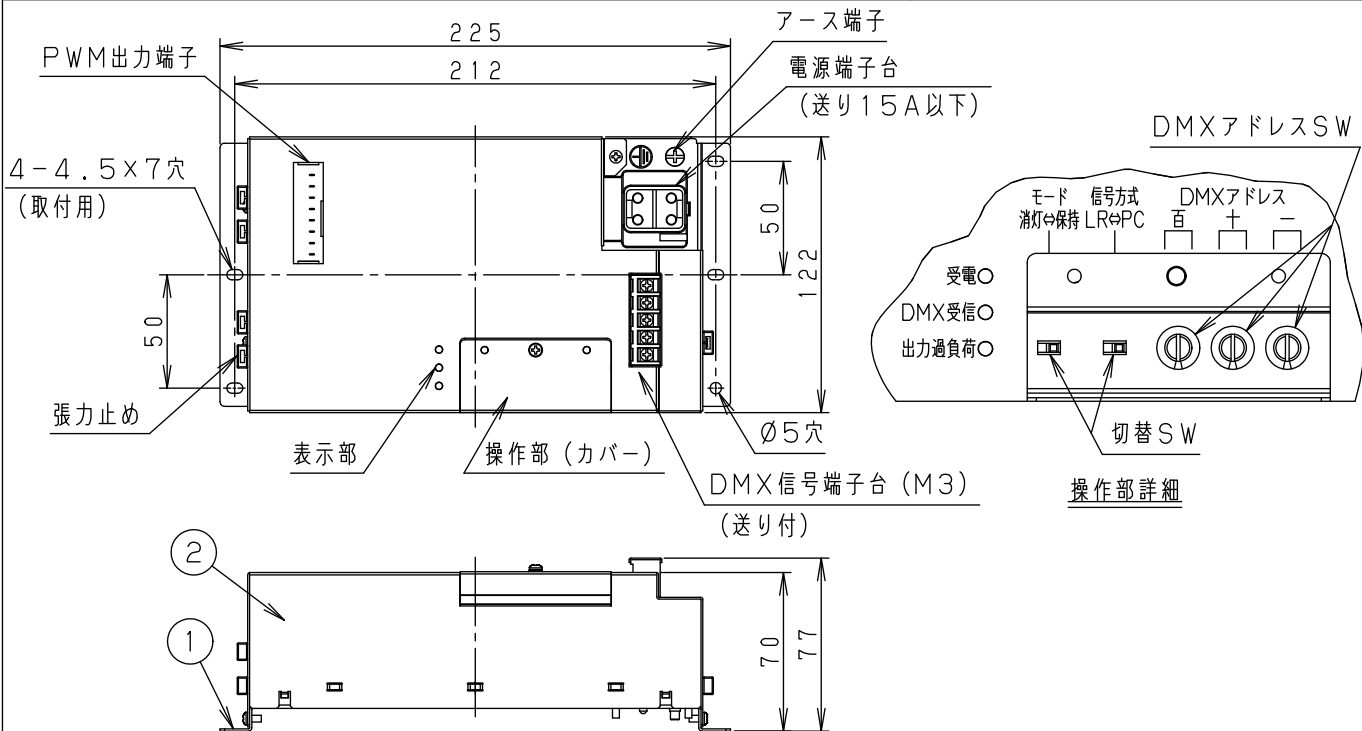 225
212
PWM出力端子
アース端子
電源端子台
(送り15A以下)
4-4.5×7穴
(取付用)
50
122
50
張力止め
表示部
操作部(カバー)
Ø5穴
DMX信号端子台(M3)
(送り付)
DMXアドレスSW
モード
消灯⇔保持
信号方式
LR⇔PC
DMXアドレス
百 十 一
受電
DMX受信
出力過負荷
切替SW
操作部詳細
②
①
70
77